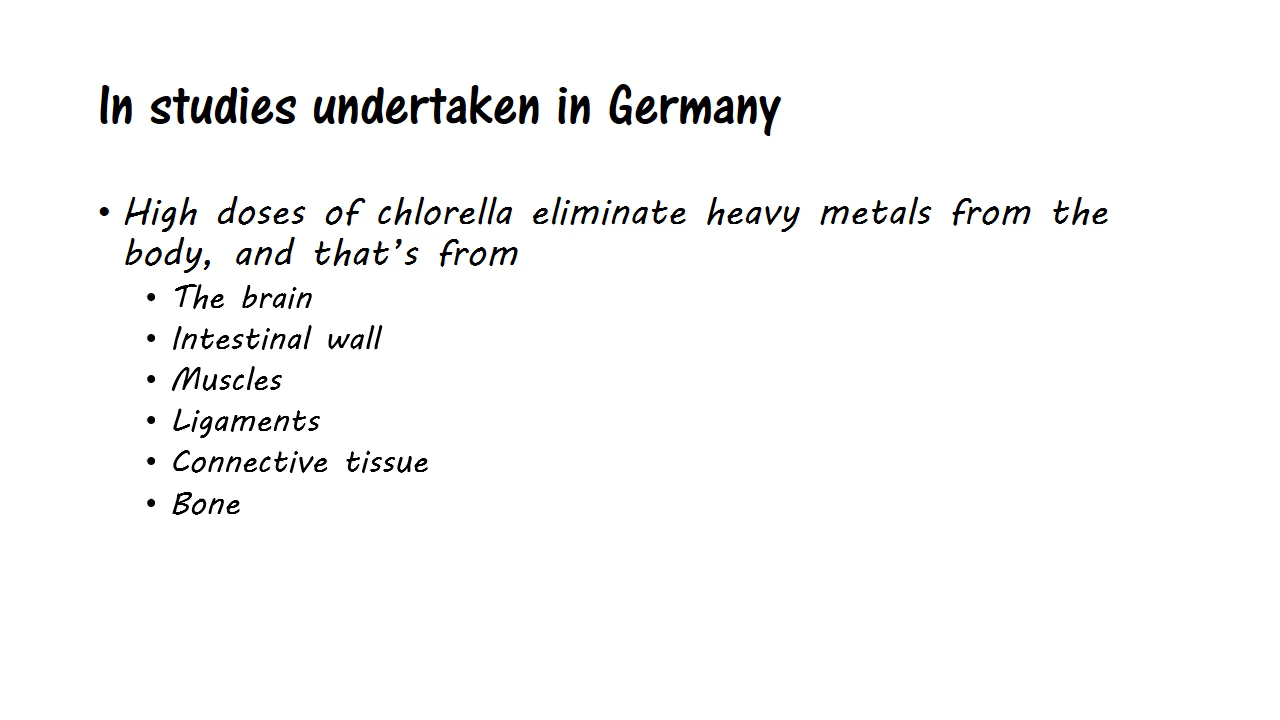 In studies undertaken in Germany
• High doses of chlorella eliminate heavy metals from the
body, and that's from
• The brain
• Intestinal wall
• Muscles
• Ligaments
• Connective tissue
• Bone